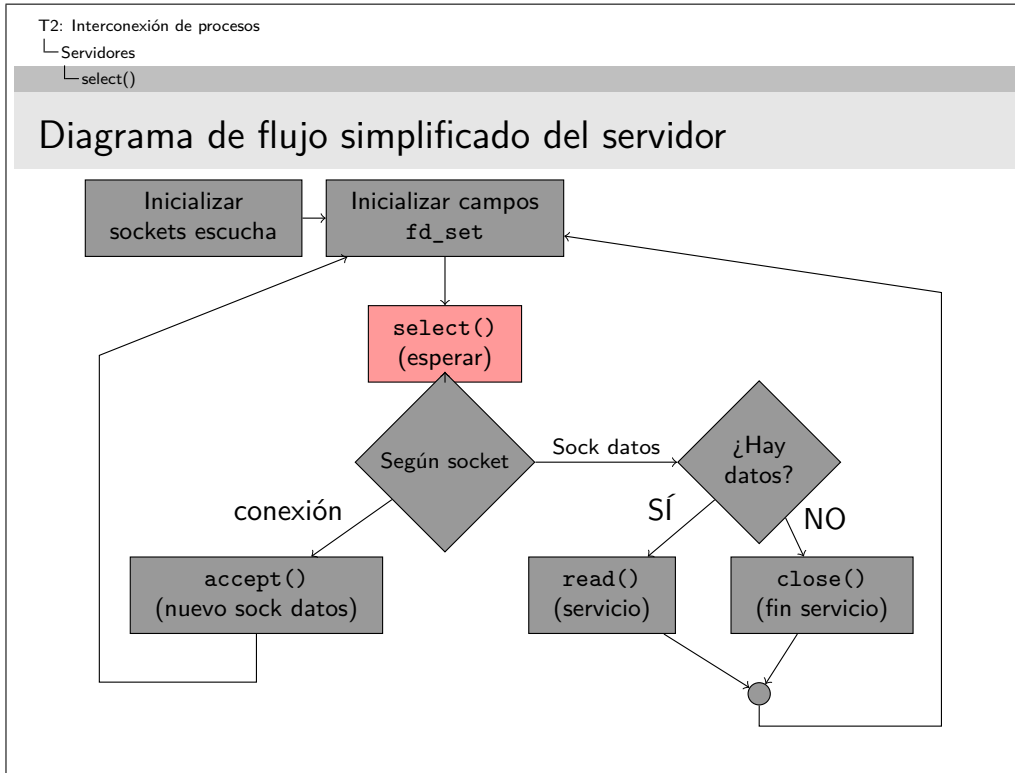 T2: Interconexión de procesos
Servidores
select()
Diagrama de flujo simplificado del servidor
Inicializar
sockets escucha
Inicializar campos
fd_set
select()
(esperar)
Según socket
Sock datos
¿Hay
datos?
conexión
SÍ
NO
accept()
(nuevo sock datos)
read()
(servicio)
close()
(fin servicio)